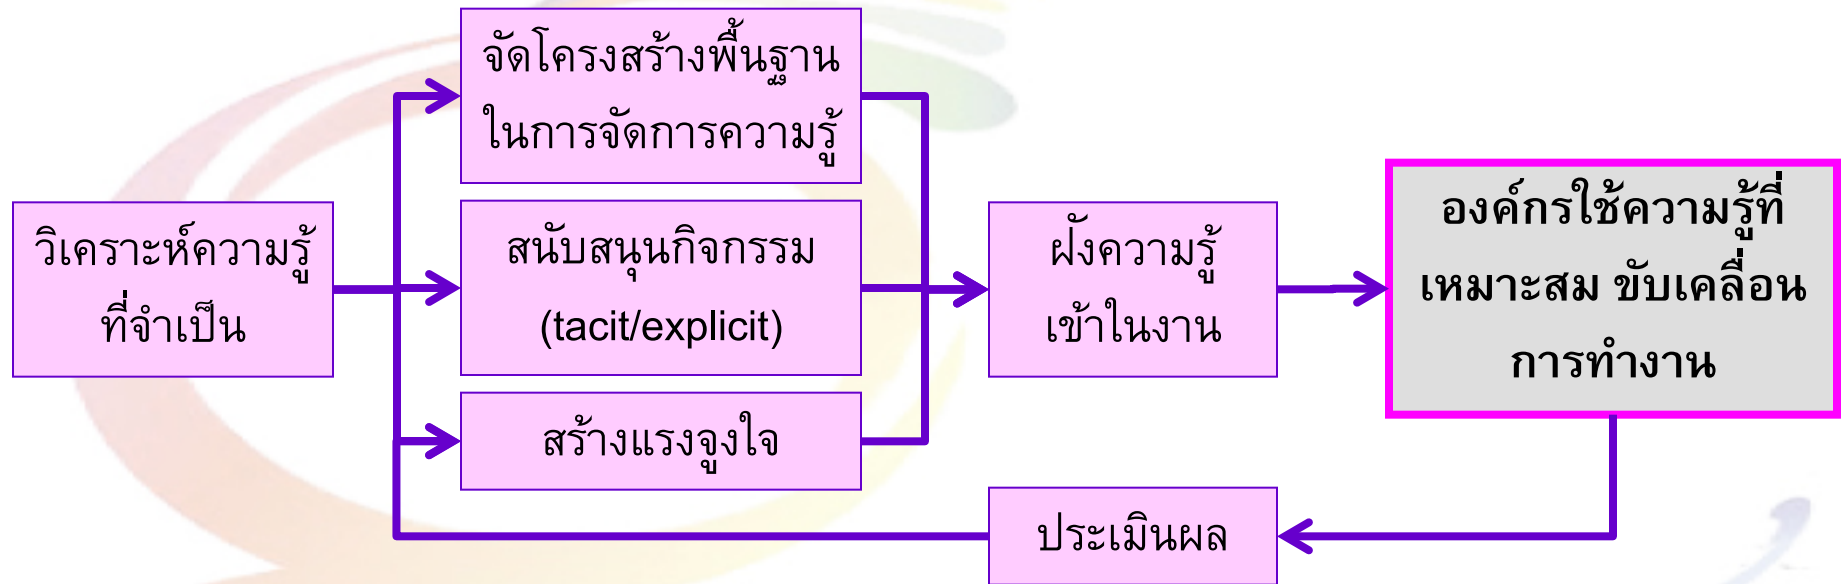 วิเคราะห์ความรู้
ที่จำเป็น
จัดโครงสร้างพื้นฐาน
ในการจัดการความรู้
สนับสนุนกิจกรรม
(tacit/explicit)
สร้างแรงจูงใจ
ฝังความรู้
เข้าในงาน
องค์กรใช้ความรู้ที่
เหมาะสม ขับเคลื่อน
การทำงาน
ประเมินผล